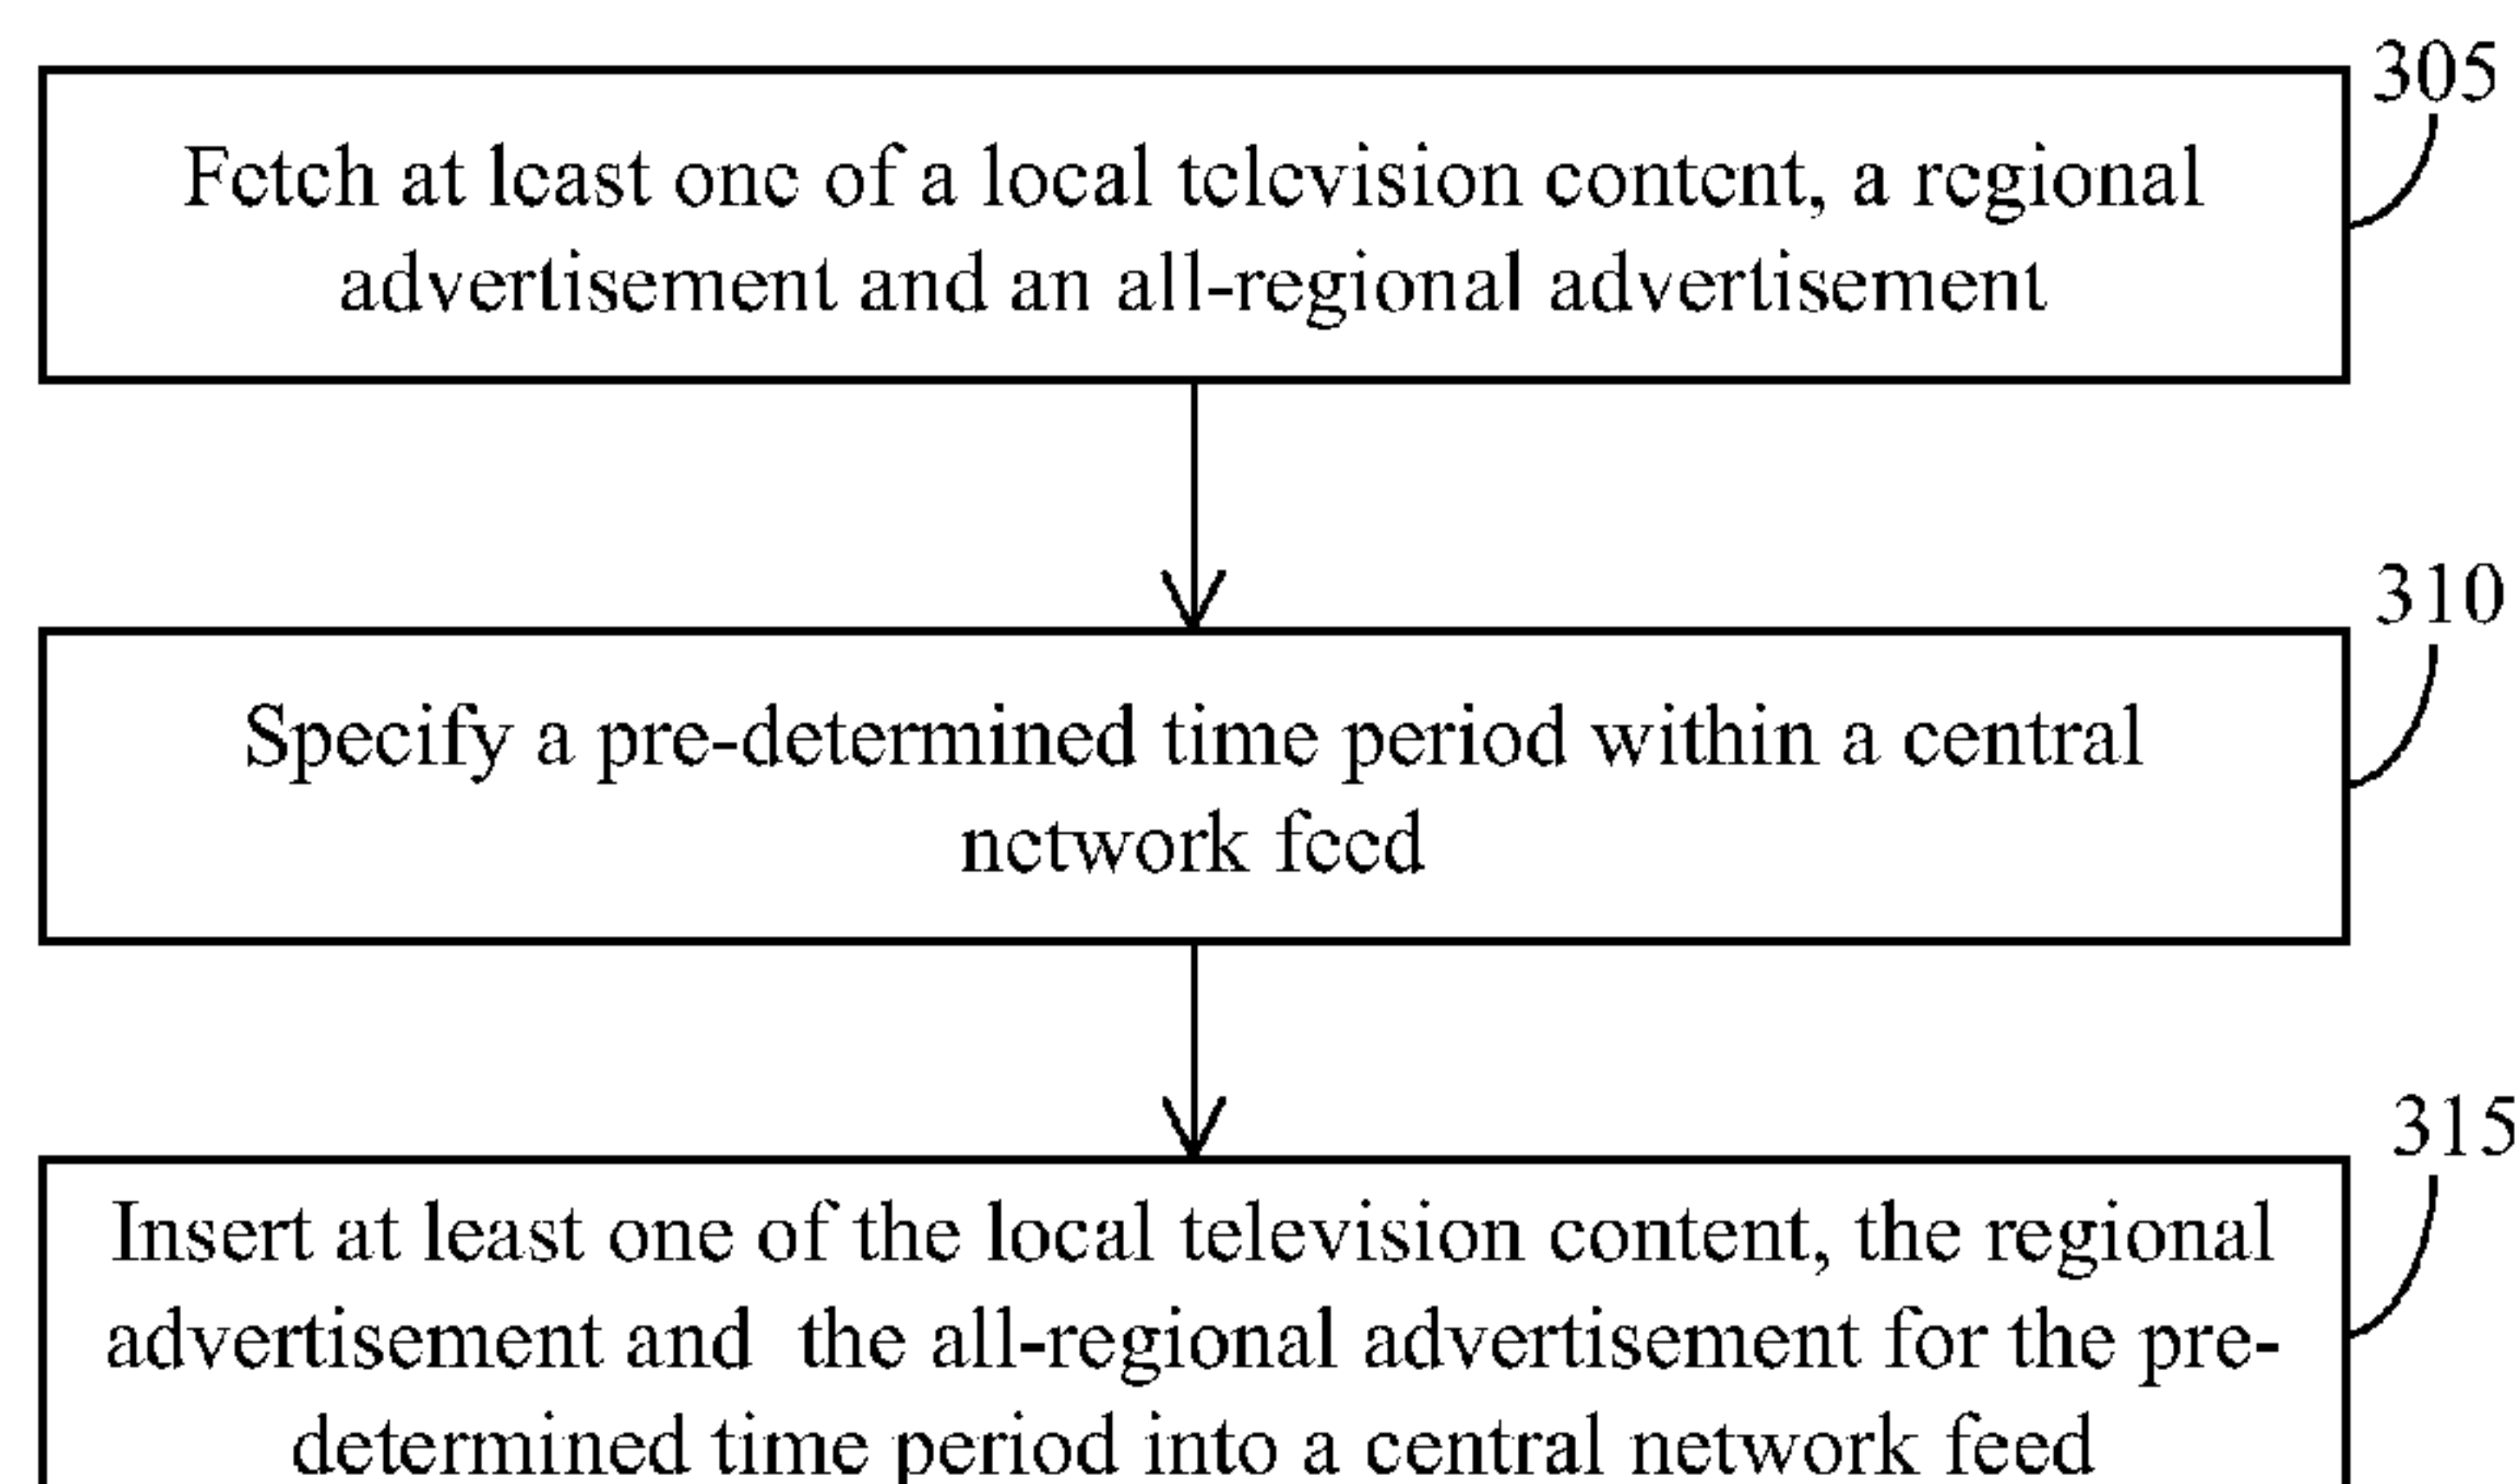 305
Fetch at least one of a local television content, a regional
advertisement and an all-regional advertisement
310
Specify a pre-determined time period within a central
network feed
315
Insert at least one of the local television content, the regional
advertisement and the all-regional advertisement for the pre-
determined time period into a central network feed